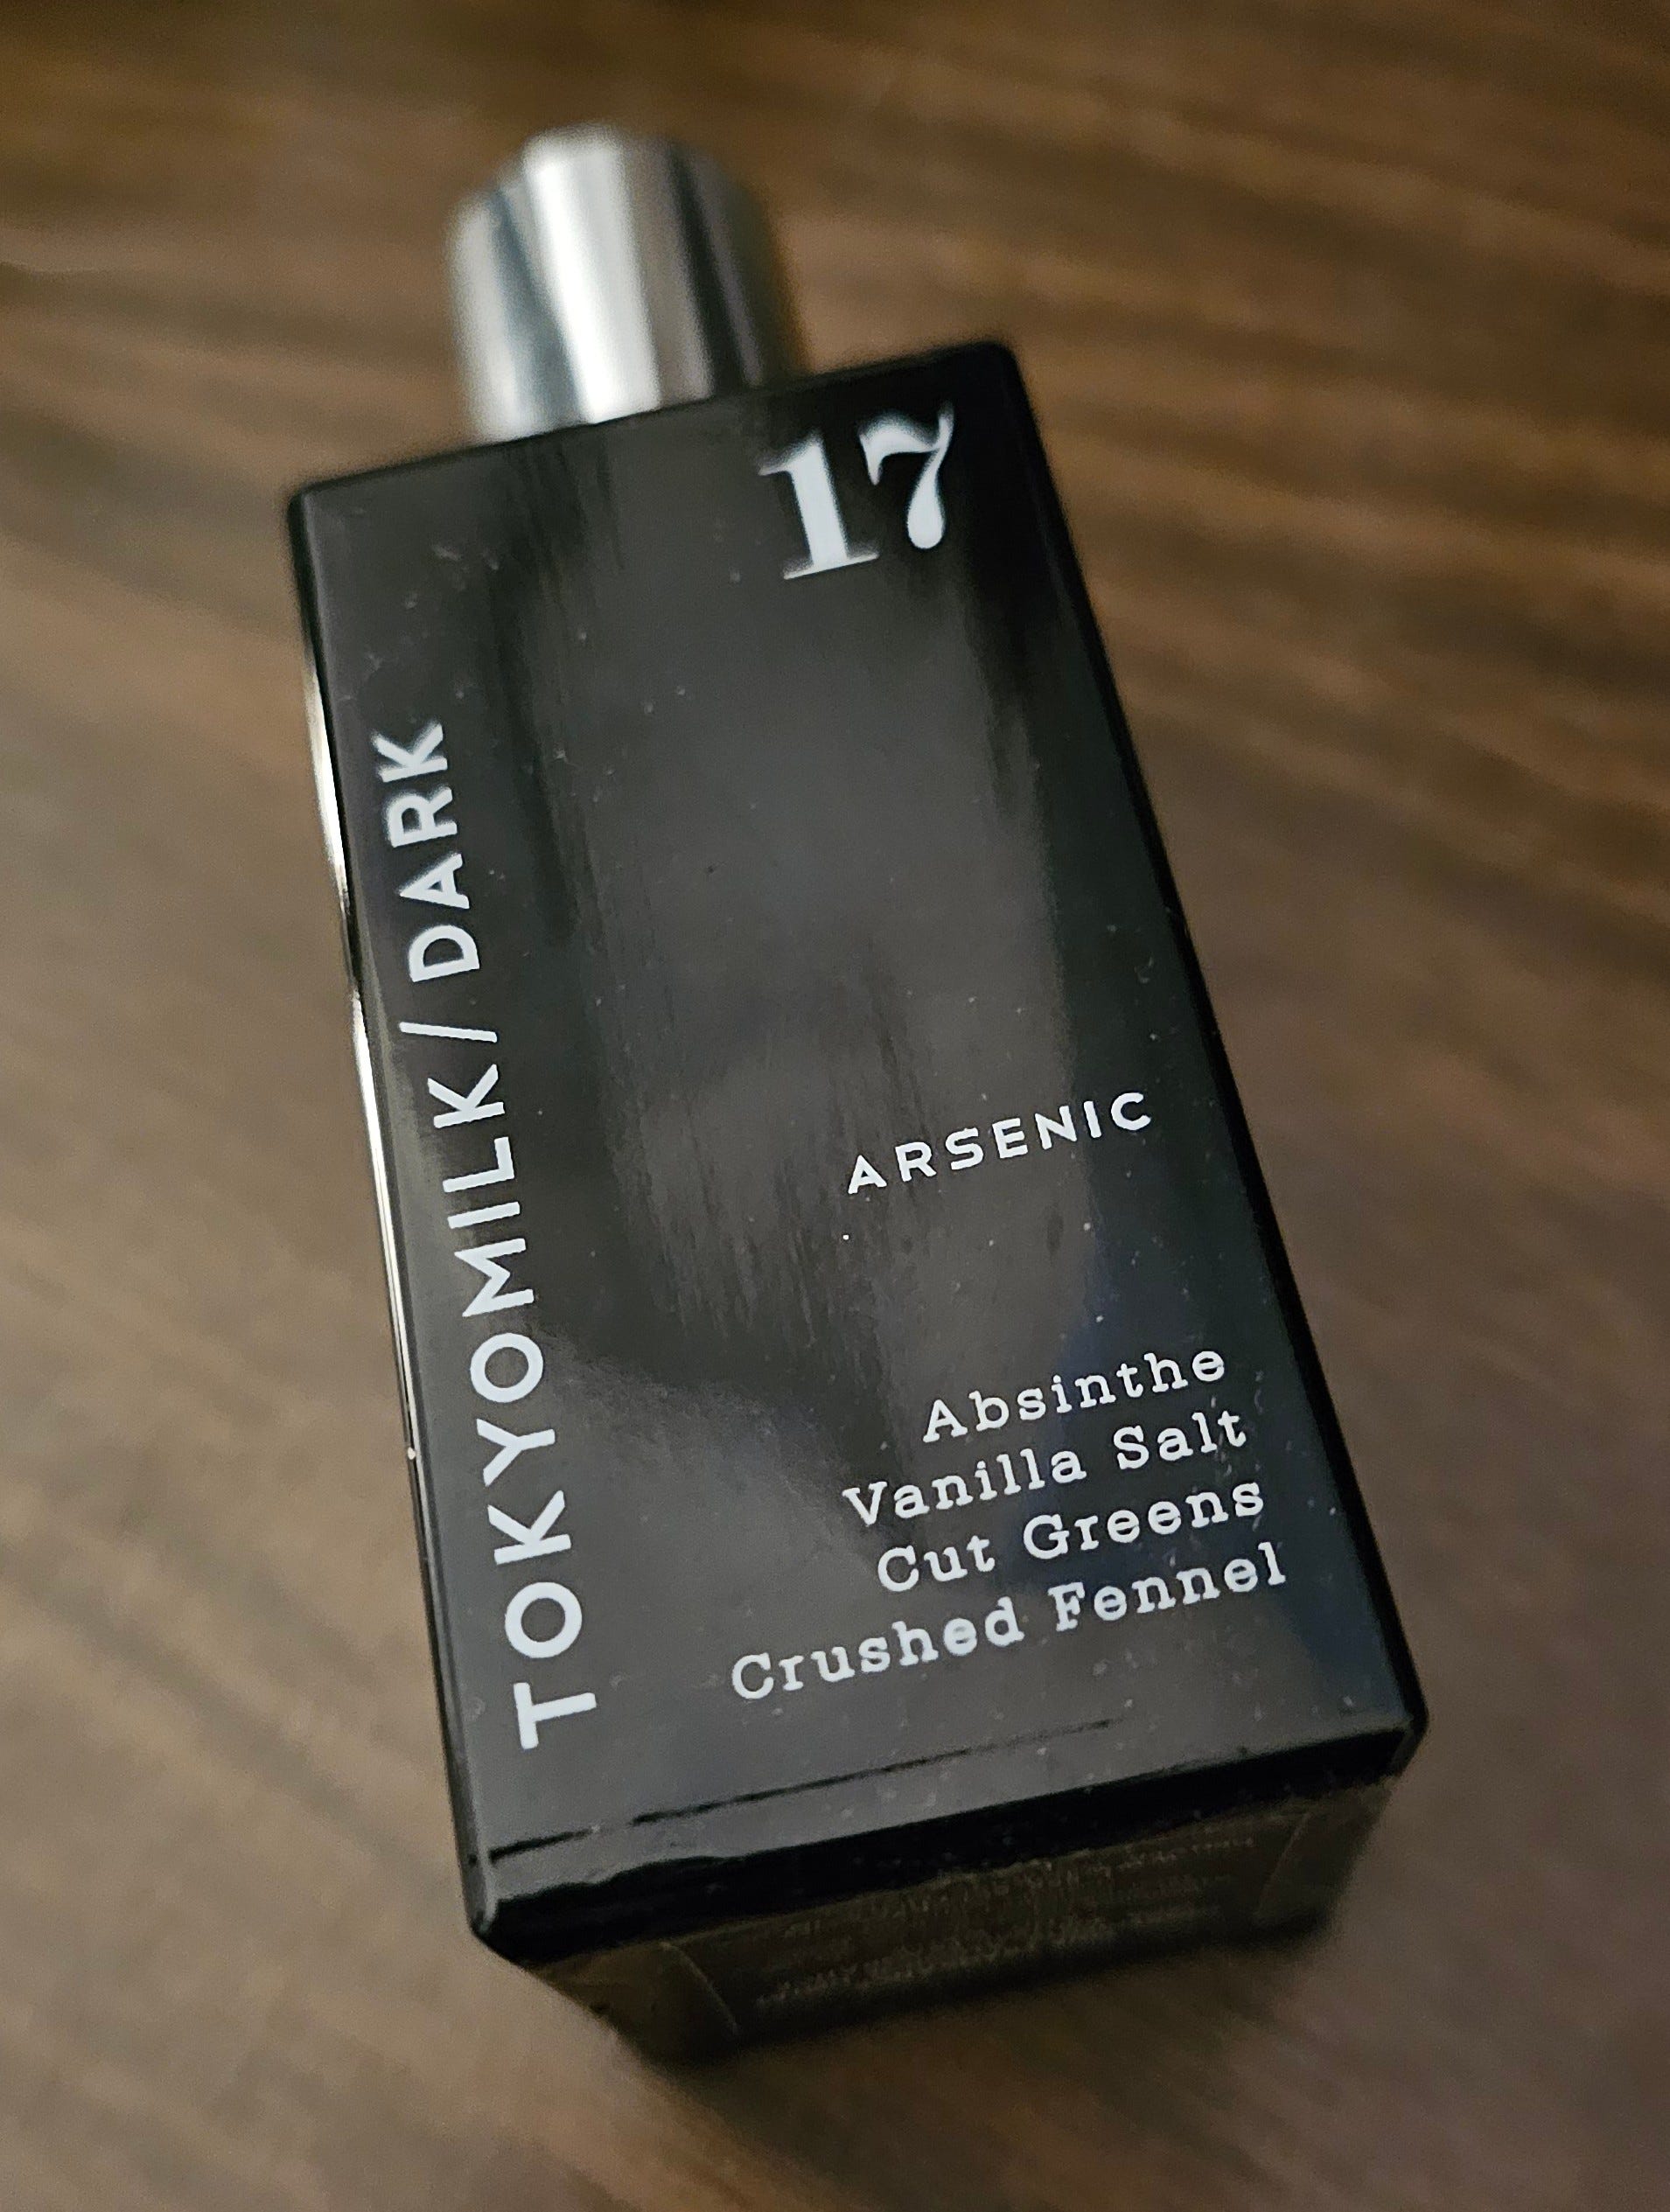 17
TOKYOMILK/DARK
ARSENIC
Absinthe
Vanilla Salt
Cut Greens
Crushed Fennel